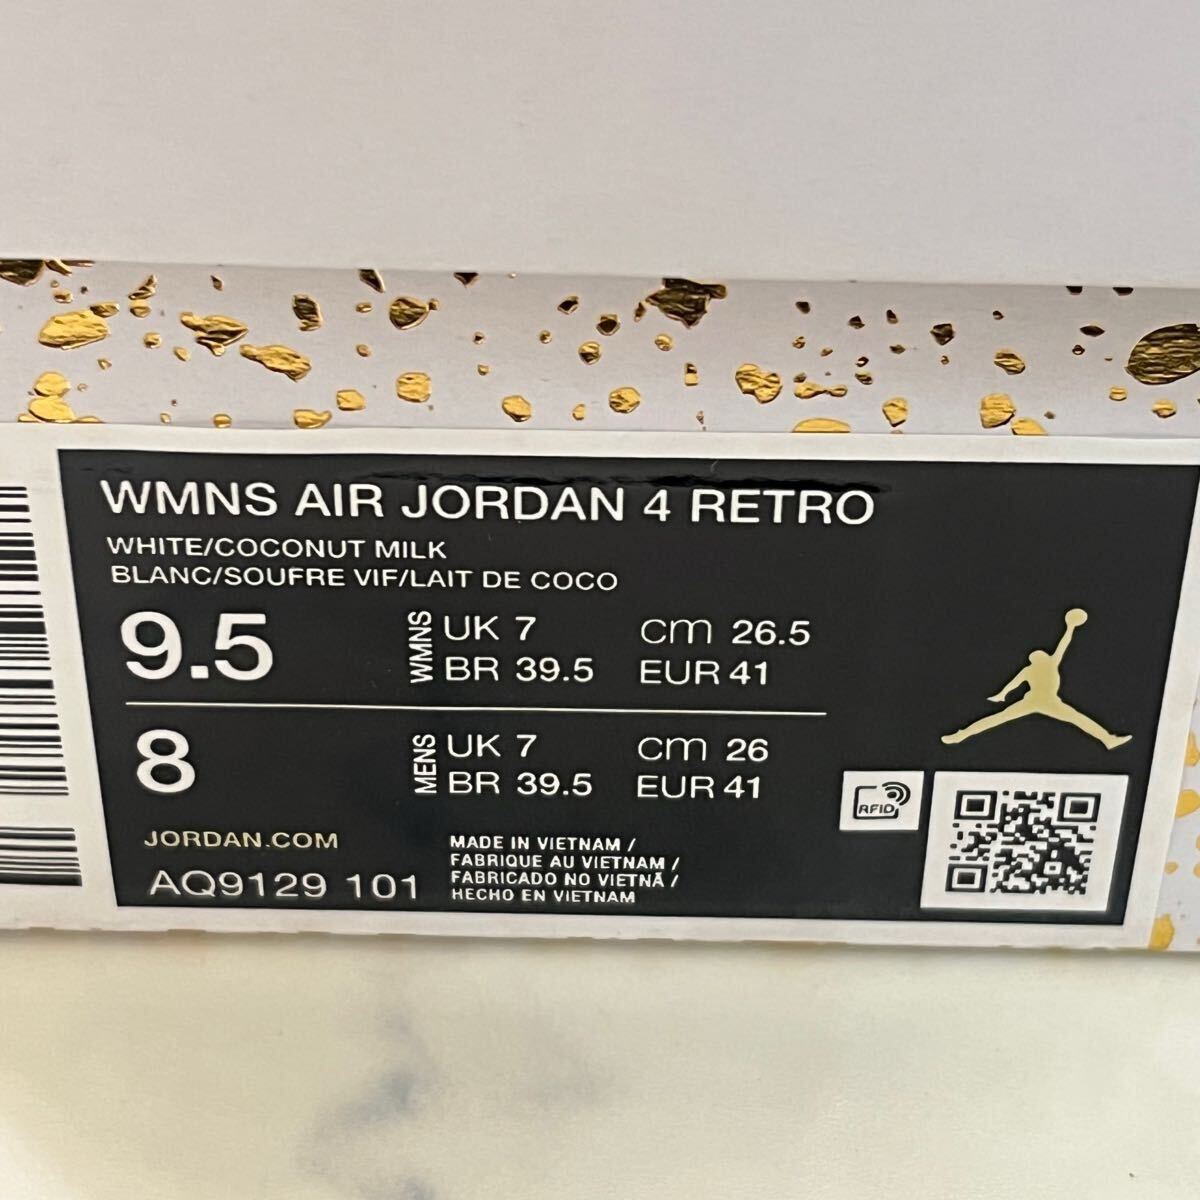 WMNS AIR JORDAN 4 RETRO
WHITE/COCONUT MILK
BLANC/SOUFRE VIF/LAIT DE COCO
9.5 WMNS UK 7 cm 26.5
BR 39.5 EUR 41
8 MENS UK 7 cm 26
BR 39.5 EUR 41
RFID
JORDAN.COM
AQ9129 101
MADE IN VIETNAM /
FABRIQUE AU VIETNAM /
FABRICADO NO VIETNÃ /
HECHO EN VIETNAM